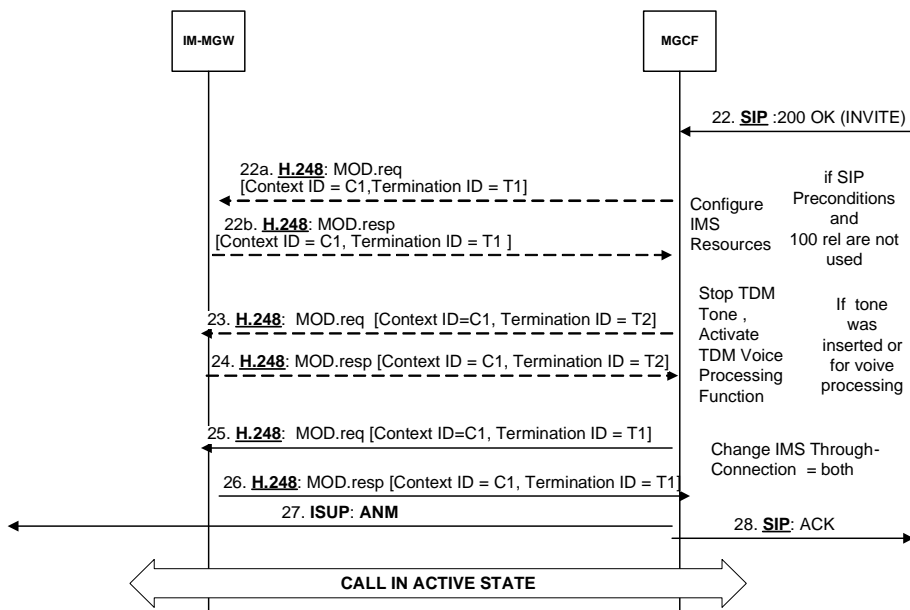 IM-MGW
MGCF
22. SIP :200 OK (INVITE)
22a. H.248: MOD.req
[Context ID = C1,Termination ID = T1]
Configure
IMS
Resources
if SIP
Preconditions
and
100 rel are not
used
22b. H.248: MOD.resp
[Context ID = C1, Termination ID = T1 ]
23. H.248: MOD.req [Context ID=C1, Termination ID = T2]
24. H.248: MOD.resp [Context ID = C1, Termination ID = T2]
Stop TDM
Tone ,
Activate
TDM Voice
Processing
Function
If tone
was
inserted or
for voive
processing
25. H.248: MOD.req [Context ID=C1, Termination ID = T1]
Change IMS Through-
Connection = both
26. H.248: MOD.resp [Context ID = C1, Termination ID = T1]
27. ISUP: ANM
28. SIP: ACK
CALL IN ACTIVE STATE